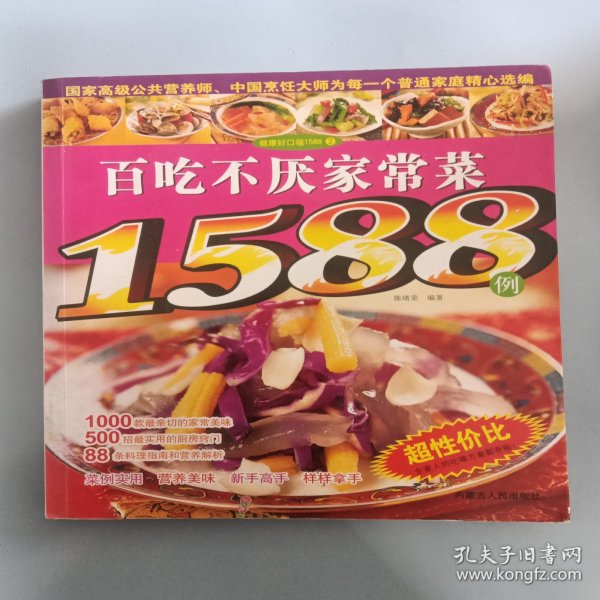 国家高级公共营养师、中国烹饪大师为每一个普通家庭精心选编
健康好口福1588 2
百吃不厌家常菜
1588
例
陈绪荣 编著
1000款最亲切的家常美味
500招最实用的厨房窍门
88条料理指南和营养解析
超性价比
菜例实用 营养美味 新手高手 样样拿手
内蒙古人民出版社
孔夫子旧书网
www.kongfz.com